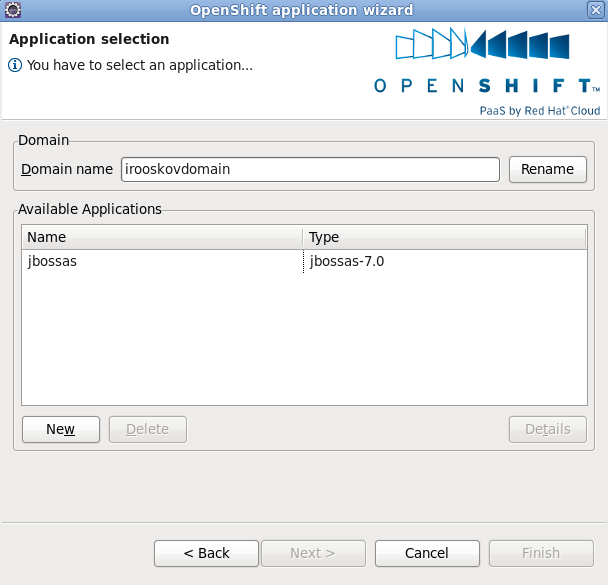 OpenShift application wizard
Application selection
You have to select an application...
OPENSHIFT™
PaaS by Red Hat® Cloud
Domain
Domain name irooskovdomain Rename
Available Applications
Name Type
jbossas jbossas-7.0
New Delete Details
< Back Next > Cancel Finish